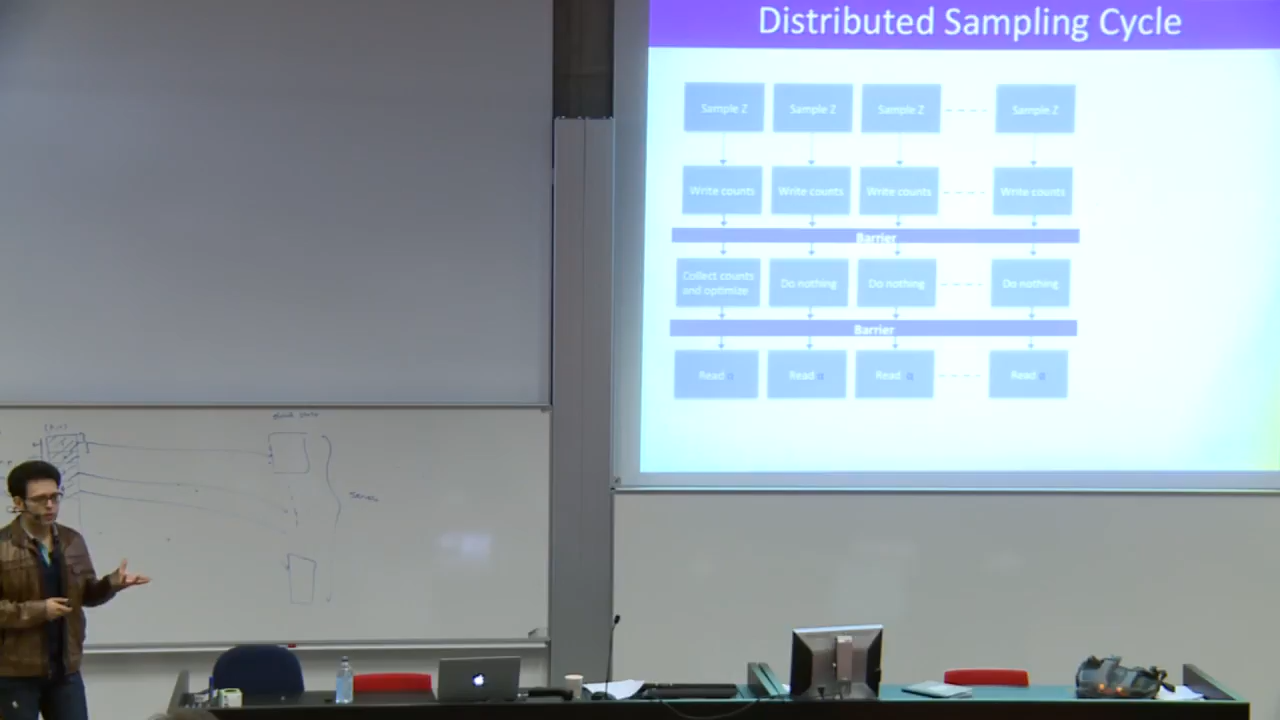 Distributed Sampling Cycle
Sample Z Sample Z Sample Z Sample Z
Write counts Write counts Write counts Write counts
Barrier
Collect counts
and optimize
Do nothing Do nothing Do nothing
Barrier
Read α Read α Read α Read α